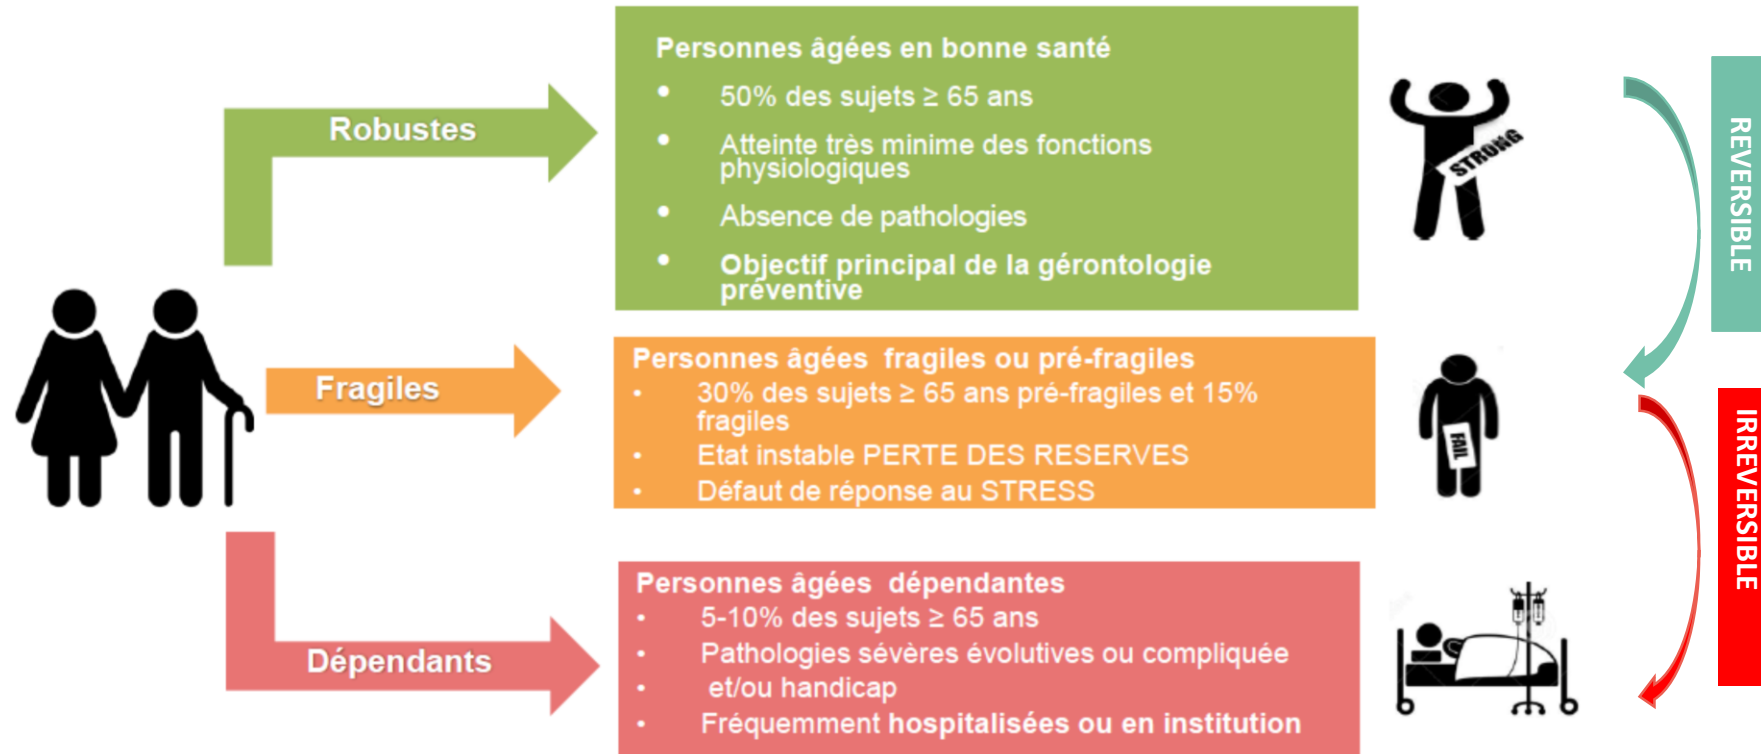 Personnes âgées en bonne santé
• 50% des sujets ≥ 65 ans
• Atteinte très minime des fonctions
physiologiques
• Absence de pathologies
• Objectif principal de la gérontologie
préventive
Robustes
STRONG
REVERSIBLE
Personnes âgées fragiles ou pré-fragiles
• 30% des sujets ≥ 65 ans pré-fragiles et 15%
fragiles
• Etat instable PERTE DES RESERVES
• Défaut de réponse au STRESS
Fragiles
FAIL
IRREVERSIBLE
Personnes âgées dépendantes
• 5-10% des sujets ≥ 65 ans
• Pathologies sévères évolutives ou compliquée
• et/ou handicap
• Fréquemment hospitalisées ou en institution
Dépendants